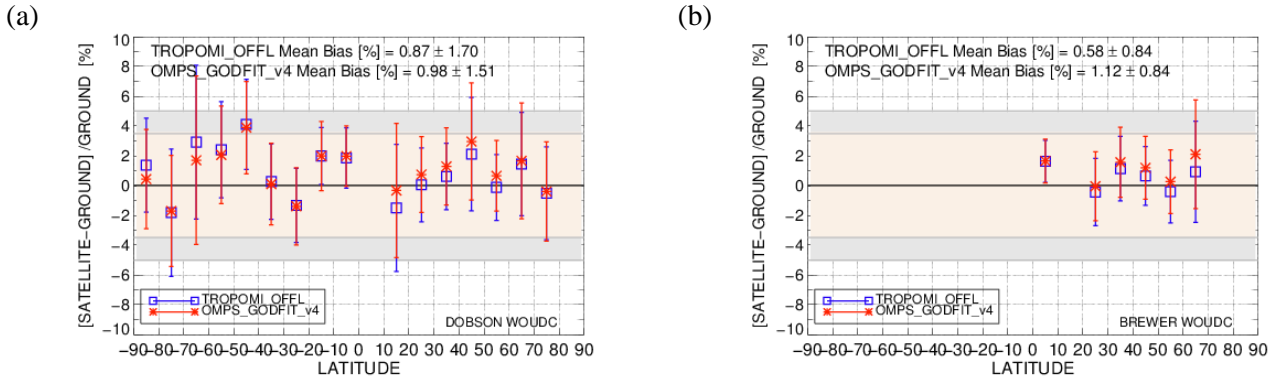 (a)
[SATELLITE-GROUND] /GROUND [%]
10
8
6
4
2
0
-2
-4
-6
-8
-10
TROPOMI_OFFL Mean Bias [%] = 0.87 ± 1.70
OMPS_GODFIT_v4 Mean Bias [%] = 0.98 ± 1.51
TROPOMI_OFFL
OMPS_GODFIT_v4
DOBSON WOUDC
-90-80-70-60-50-40-30-20-10 0 10 20 30 40 50 60 70 80 90
LATITUDE
(b)
[SATELLITE-GROUND] /GROUND [%]
10
8
6
4
2
0
-2
-4
-6
-8
-10
TROPOMI_OFFL Mean Bias [%] = 0.58 ± 0.84
OMPS_GODFIT_v4 Mean Bias [%] = 1.12 ± 0.84
TROPOMI_OFFL
OMPS_GODFIT_v4
BREWER WOUDC
-90-80-70-60-50-40-30-20-10 0 10 20 30 40 50 60 70 80 90
LATITUDE